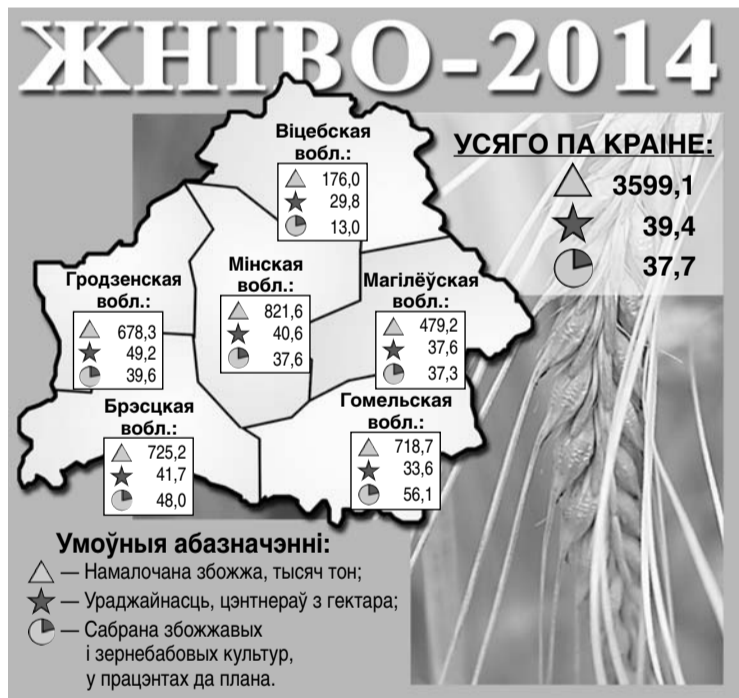 ЖНІВО-2014
УСЯГО ПА КРАІНЕ:
3599,1
39,4
37,7
Віцебская
вобл.:
176,0
29,8
13,0
Гродзенская
вобл.:
678,3
49,2
39,6
Мінская
вобл.:
821,6
40,6
37,6
Магілёўская
вобл.:
479,2
37,6
37,3
Брэсцкая
вобл.:
725,2
41,7
48,0
Гомельская
вобл.:
718,7
33,6
56,1
Умоўныя абазначэнні:
— Намалочана збожжа, тысяч тон;
— Ураджайнасць, цэнтнераў з гектара;
— Сабрана збожжавых
і зернебабовых культур,
у працэнтах да плана.